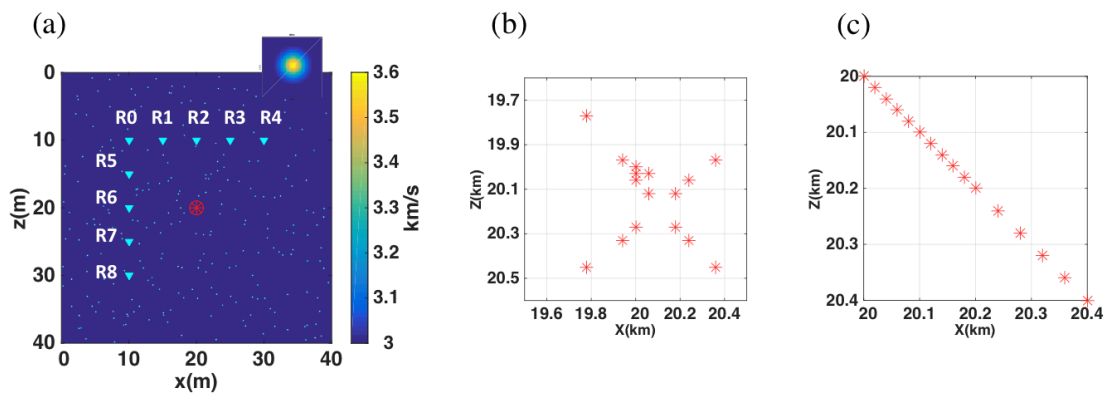 (a)
(b)
(c)
0
10
20
30
40
z(m)
R0 R1 R2 R3 R4
R5
R6
R7
R8
0 10 20 30 40
x(m)
3.6
3.5
3.4
3.3
3.2
3.1
3
km/s
19.7
19.9
20.1
20.3
20.5
Z(km)
19.6 19.8 20 20.2 20.4
X(km)
20
20.1
20.2
20.3
20.4
Z(km)
20 20.1 20.2 20.3 20.4
X(km)